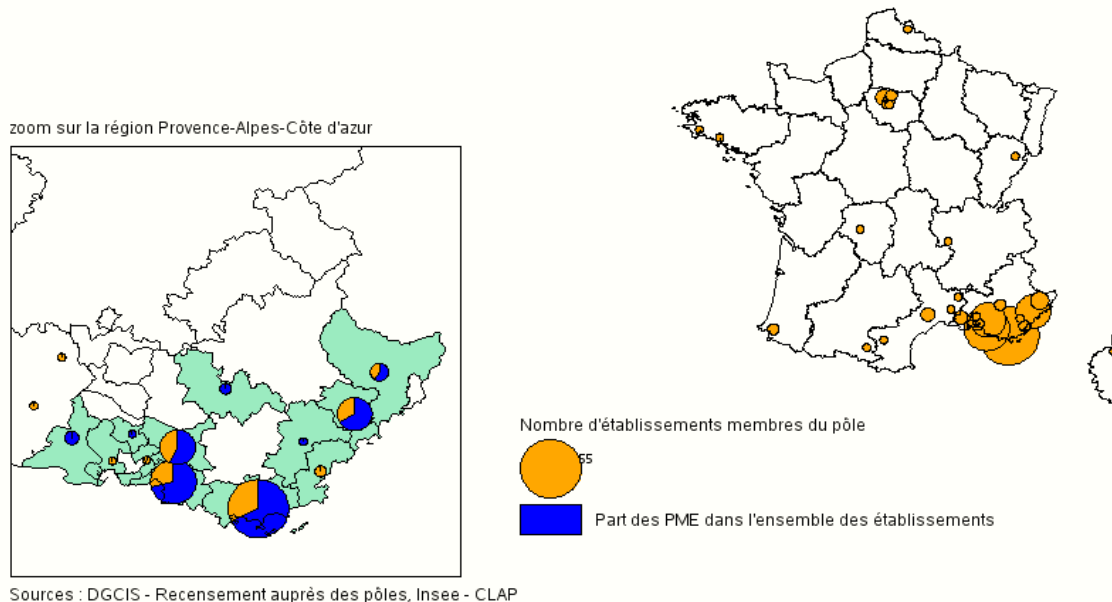 zoom sur la région Provence-Alpes-Côte d'azur
Nombre d'établissements membres du pôle
55
Part des PME dans l'ensemble des établissements
Sources : DGCIS - Recensement auprès des pôles, Insee - CLAP